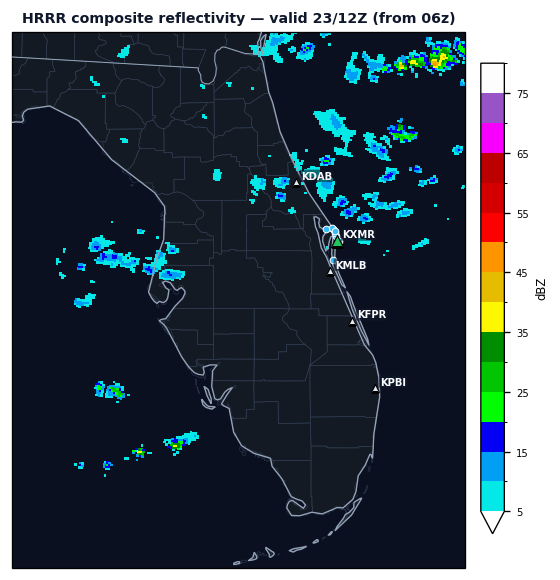 HRRR composite reflectivity — valid 23/12Z (from 06z)
KDAB
KXMR
KMLB
KFPR
KPBI
75
65
55
45
35
25
15
5
dBZ